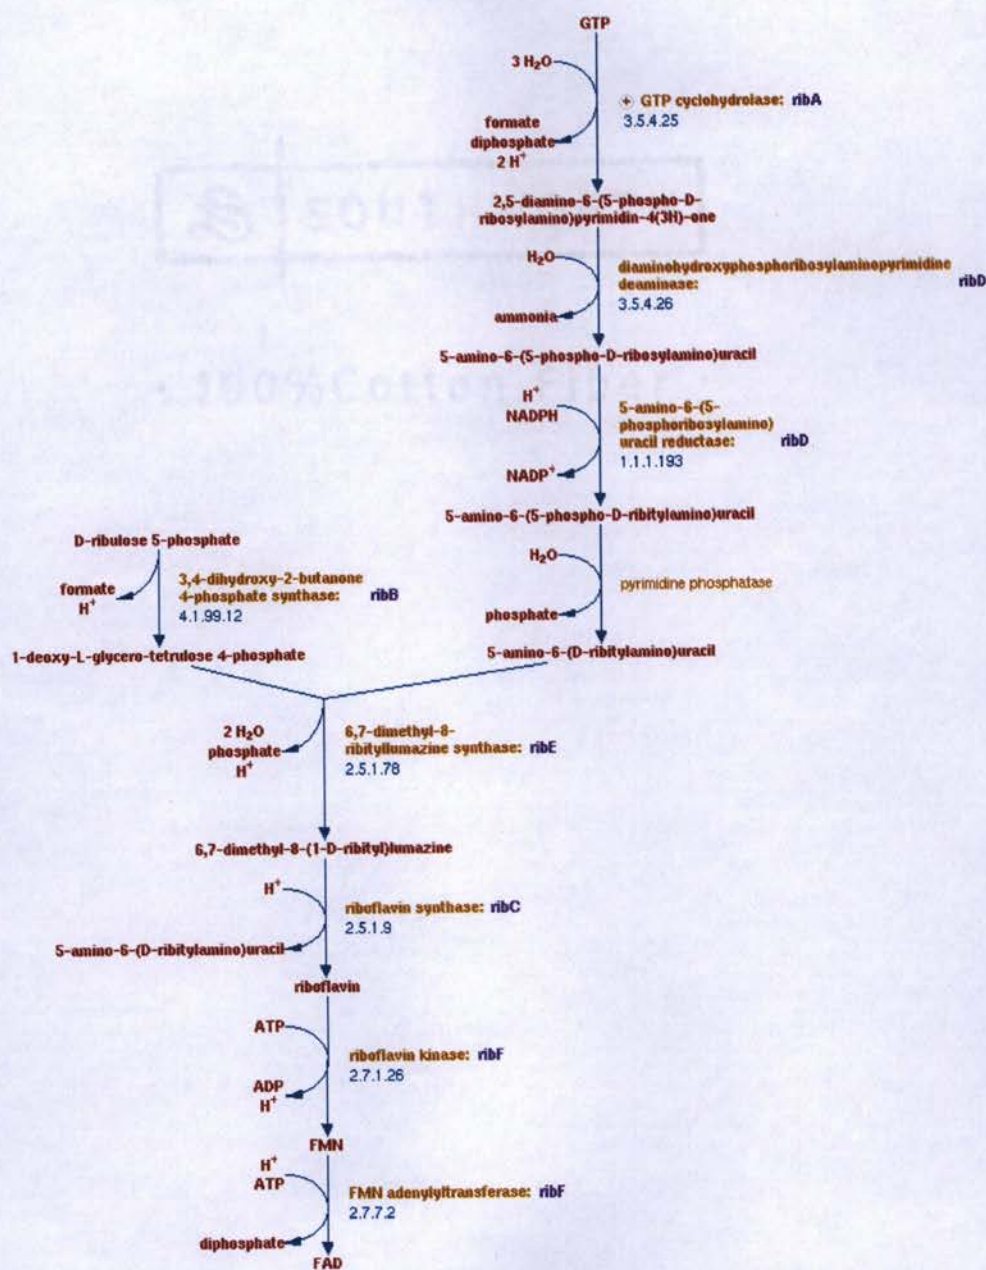 GTP
3 H2O
+ GTP cyclohydrolase: ribA
3.5.4.25
formate
diphosphate
2 H+
2,5-diamino-6-(5-phospho-D-
ribosylamino)pyrimidin-4(3H)-one
H2O
diaminohydroxyphosphoribosylaminopyrimidine
deaminase: ribD
3.5.4.26
ammonia
5-amino-6-(5-phospho-D-ribosylamino)uracil
100%Cotton Fiber
H+
NADPH
5-amino-6-(5-
phosphoribosylamino)
uracil reductase: ribD
1.1.1.193
NADP+
5-amino-6-(5-phospho-D-ribitylamino)uracil
D-ribulose 5-phosphate
H2O
formate
H+
3,4-dihydroxy-2-butanone
4-phosphate synthase: ribB
4.1.99.12
pyrimidine phosphatase
phosphate
1-deoxy-L-glycero-tetrulose 4-phosphate
5-amino-6-(D-ribitylamino)uracil
2 H2O
phosphate
H+
6,7-dimethyl-8-
ribityllumazine synthase: ribE
2.5.1.78
6,7-dimethyl-8-(1-D-ribityl)lumazine
H+
riboflavin synthase: ribC
2.5.1.9
5-amino-6-(D-ribitylamino)uracil
riboflavin
ATP
riboflavin kinase: ribF
2.7.1.26
ADP
H+
FMN
H+
ATP
FMN adenylyltransferase: ribF
2.7.7.2
diphosphate
FAD